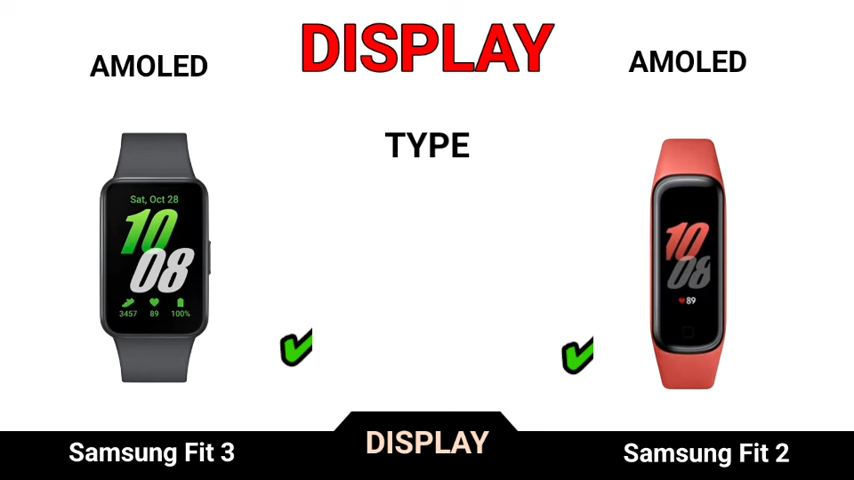 DISPLAY
AMOLED
AMOLED
TYPE
Sat, Oct 28
10
08
3457 89 100%
10
08
89
Samsung Fit 3
DISPLAY
Samsung Fit 2